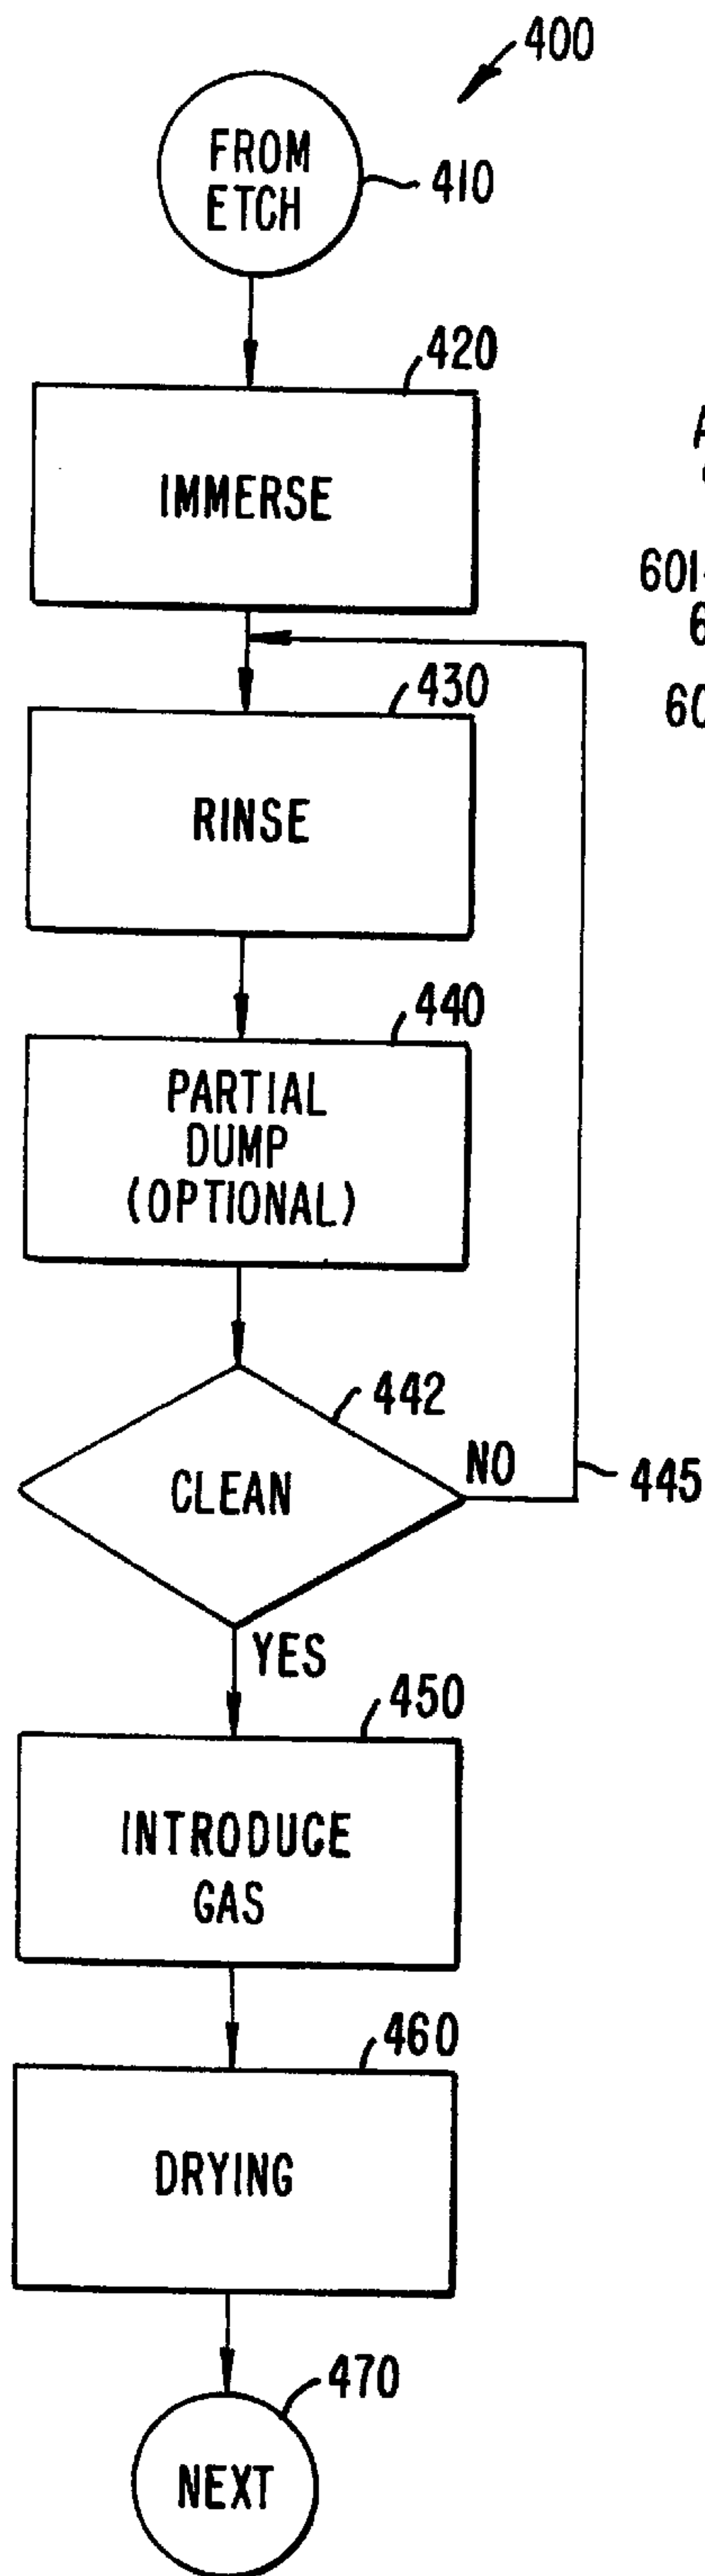 400
FROM
ETCH
410
420
IMMERSE
430
RINSE
440
PARTIAL
DUMP
(OPTIONAL)
442
CLEAN
NO
445
YES
450
INTRODUCE
GAS
460
DRYING
470
NEXT
601